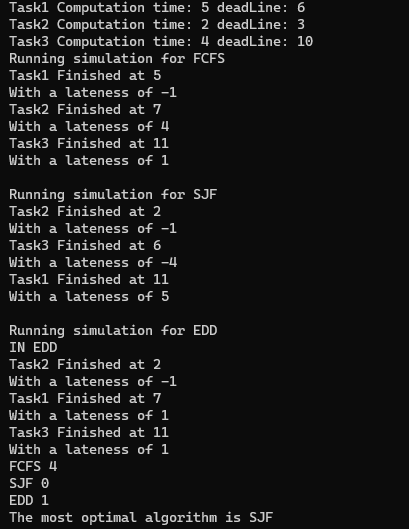 Task1 Computation time: 5 deadLine: 6
Task2 Computation time: 2 deadLine: 3
Task3 Computation time: 4 deadLine: 10
Running simulation for FCFS
Task1 Finished at 5
With a lateness of -1
Task2 Finished at 7
With a lateness of 4
Task3 Finished at 11
With a lateness of 1

Running simulation for SJF
Task2 Finished at 2
With a lateness of -1
Task3 Finished at 6
With a lateness of -4
Task1 Finished at 11
With a lateness of 5

Running simulation for EDD
IN EDD
Task2 Finished at 2
With a lateness of -1
Task1 Finished at 7
With a lateness of 1
Task3 Finished at 11
With a lateness of 1
FCFS 4
SJF 0
EDD 1
The most optimal algorithm is SJF